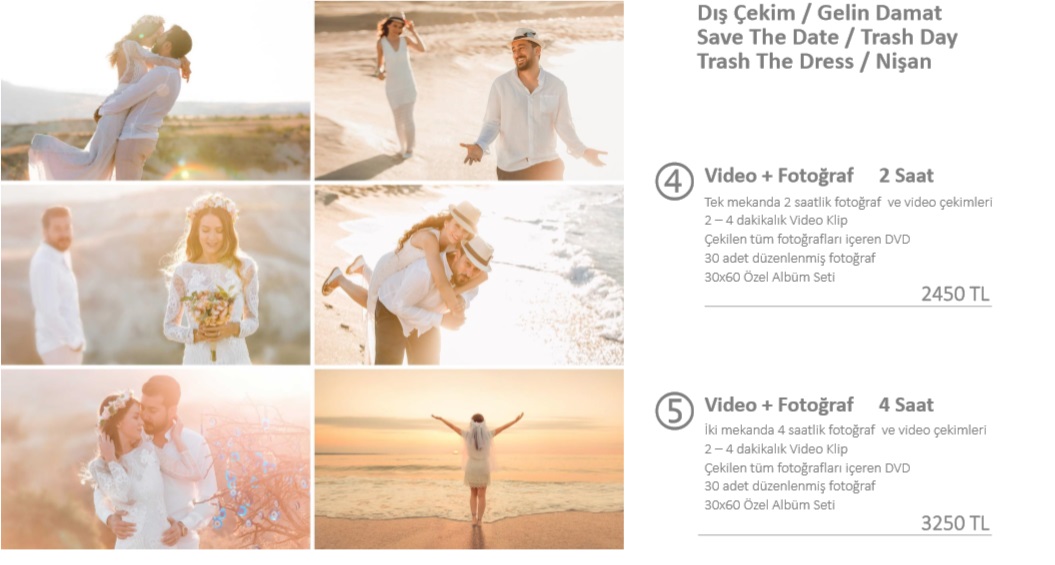 Dış Çekim / Gelin Damat
Save The Date / Trash Day
Trash The Dress / Nişan
4 Video + Fotoğraf 2 Saat
Tek mekanda 2 saatlik fotoğraf ve video çekimleri
2 – 4 dakikalık Video Klip
Çekilen tüm fotoğrafları içeren DVD
30 adet düzenlenmiş fotoğraf
30x60 Özel Albüm Seti
2450 TL
5 Video + Fotoğraf 4 Saat
İki mekanda 4 saatlik fotoğraf ve video çekimleri
2 – 4 dakikalık Video Klip
Çekilen tüm fotoğrafları içeren DVD
30 adet düzenlenmiş fotoğraf
30x60 Özel Albüm Seti
3250 TL